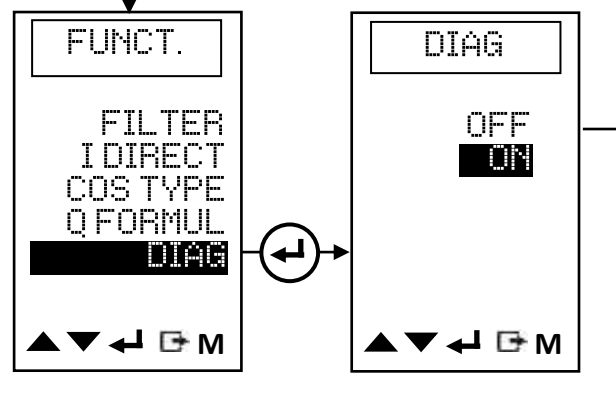 FUNCT.
FILTER
I DIRECT
COS TYPE
Q FORMUL
DIAG
M
DIAG
OFF
ON
M